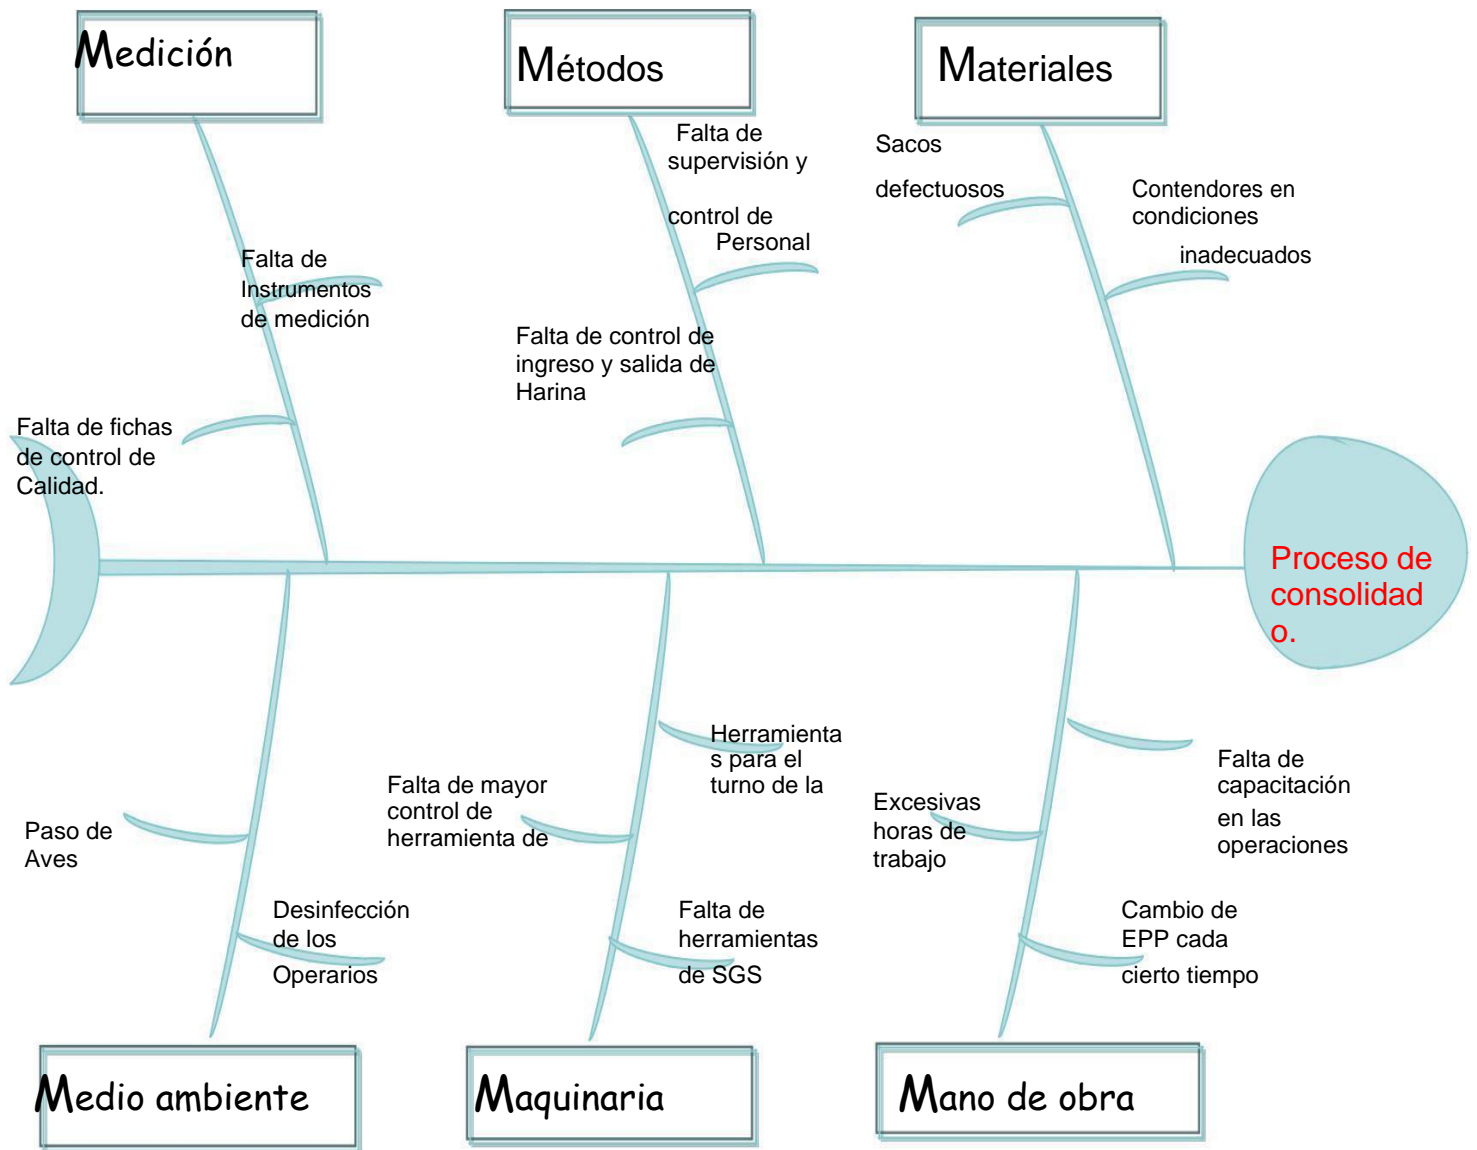 Medición
Métodos
Materiales
Falta de
supervisión y
control de
Personal
Sacos
defectuosos
Contendores en
condiciones
inadecuados
Falta de
Instrumentos
de medición
Falta de control de
ingreso y salida de
Harina
Falta de fichas
de control de
Calidad.
Proceso de
consolidad
o.
Herramienta
s para el
turno de la
Falta de mayor
control de
herramienta de
Falta de
capacitación
en las
operaciones
Excesivas
horas de
trabajo
Paso de
Aves
Desinfección
de los
Operarios
Falta de
herramientas
de SGS
Cambio de
EPP cada
cierto tiempo
Medio ambiente
Maquinaria
Mano de obra